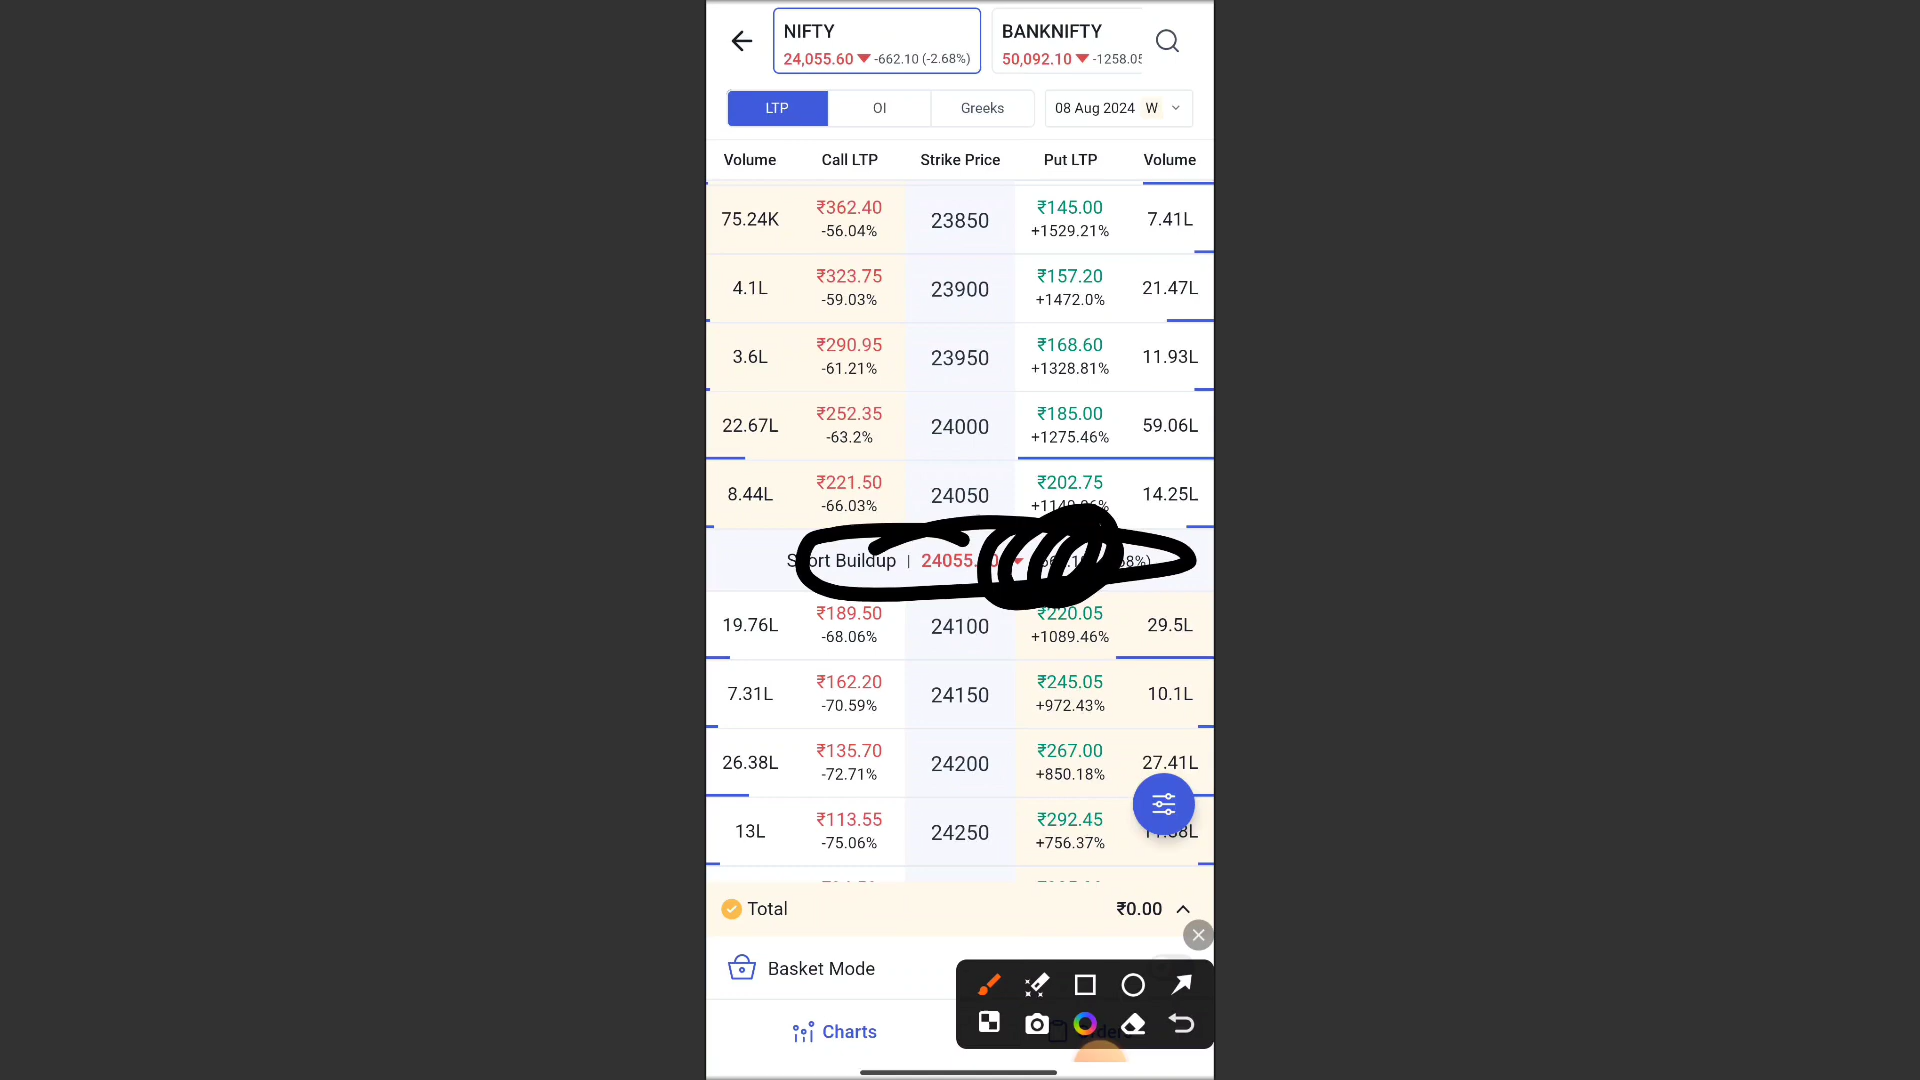 NIFTY BANKNIFTY
24,055.60 -662.10 (-2.68%) 50,092.10 -1258.05
LTP OI Greeks 08 Aug 2024 W
Volume Call LTP Strike Price Put LTP Volume
75.24K ₹362.40 23850 ₹145.00 7.41L
-56.04% +1529.21%
4.1L ₹323.75 23900 ₹157.20 21.47L
-59.03% +1472.0%
3.6L ₹290.95 23950 ₹168.60 11.93L
-61.21% +1328.81%
22.67L ₹252.35 24000 ₹185.00 59.06L
-63.2% +1275.46%
8.44L ₹221.50 24050 ₹202.75 14.25L
-66.03%
Short Buildup | 24055.
19.76L ₹189.50 24100 ₹220.05 29.5L
-68.06% +1089.46%
7.31L ₹162.20 24150 ₹245.05 10.1L
-70.59% +972.43%
26.38L ₹135.70 24200 ₹267.00 27.41L
-72.71% +850.18%
13L ₹113.55 24250 ₹292.45
-75.06% +756.37%
Total ₹0.00
Basket Mode
Charts